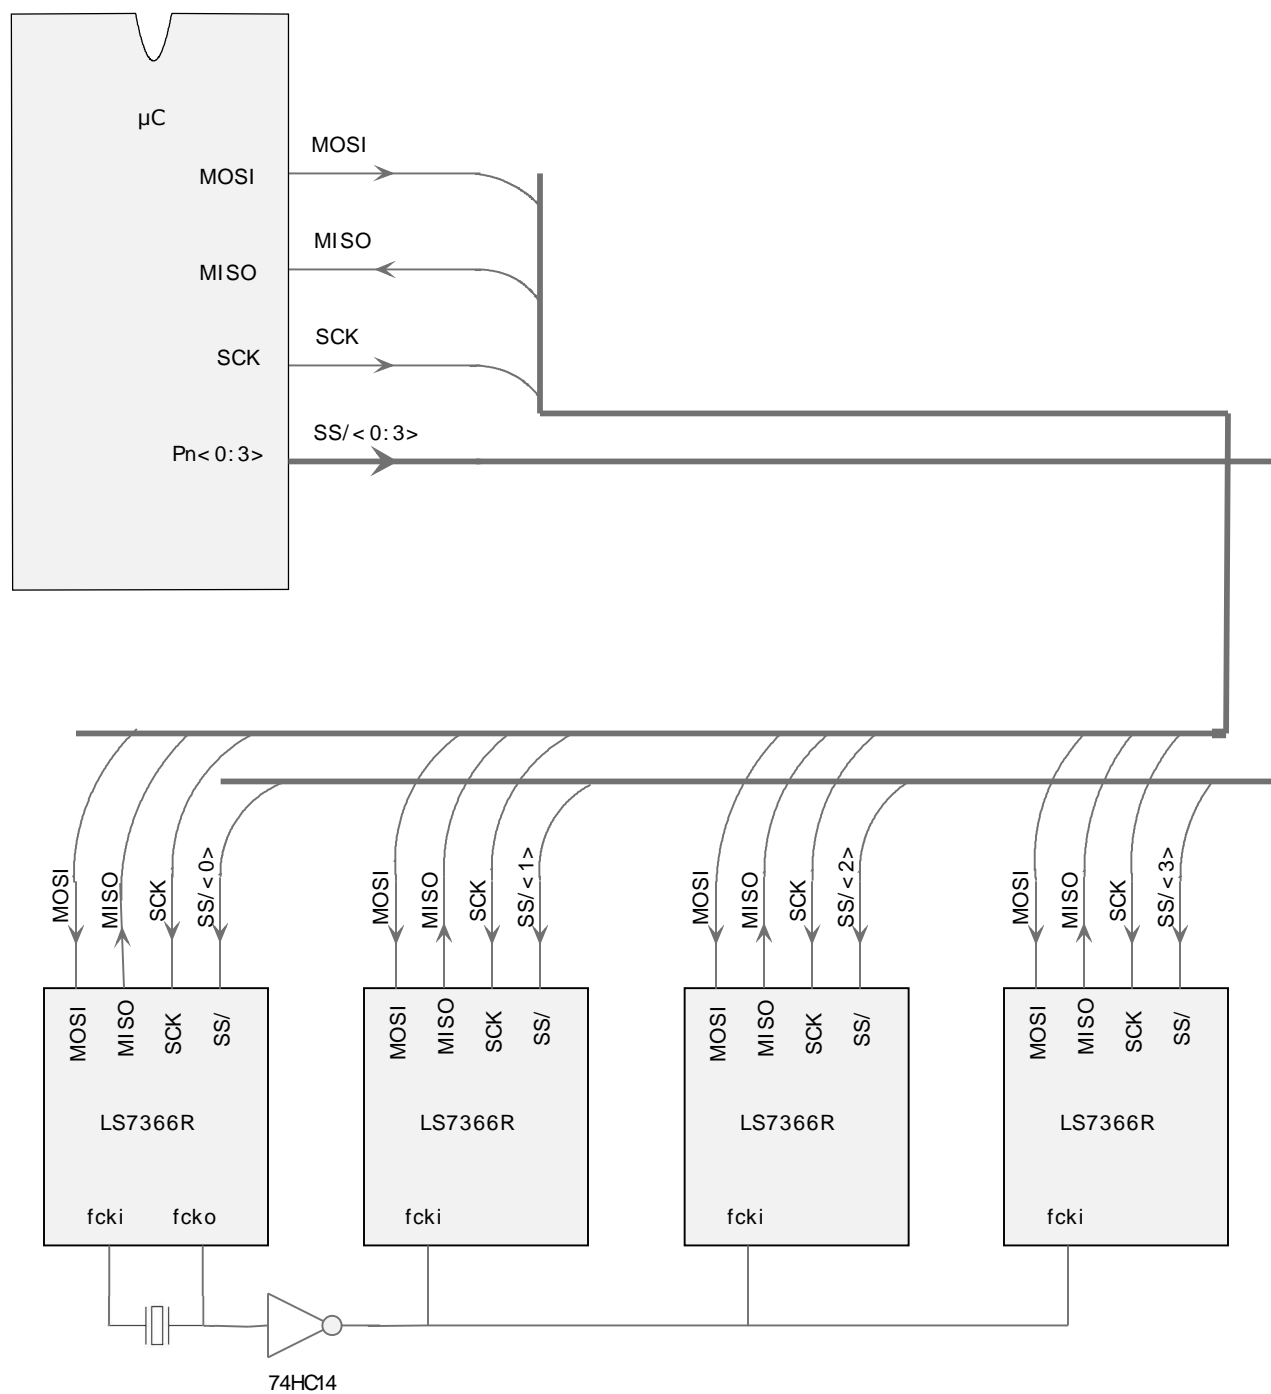 µC
MOSI
MOSI
MISO
MISO
SCK
SCK
SS/<0:3>
Pn<0:3>
MOSI
MISO
SCK
SS/<0>
MOSI
MISO
SCK
SS/<1>
MOSI
MISO
SCK
SS/<2>
MOSI
MISO
SCK
SS/<3>
MOSI
MISO
SCK
SS/
MOSI
MISO
SCK
SS/
MOSI
MISO
SCK
SS/
MOSI
MISO
SCK
SS/
LS7366R
LS7366R
LS7366R
LS7366R
fcki
fcko
fcki
fcki
fcki
74HC14